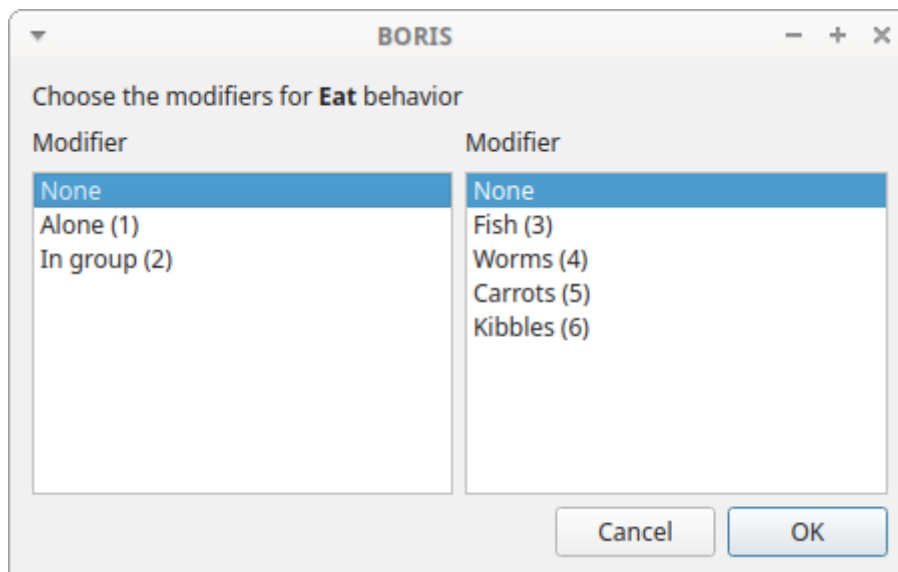 BORIS
Choose the modifiers for Eat behavior
Modifier
None
Alone (1)
In group (2)
Modifier
None
Fish (3)
Worms (4)
Carrots (5)
Kibbles (6)
Cancel
OK